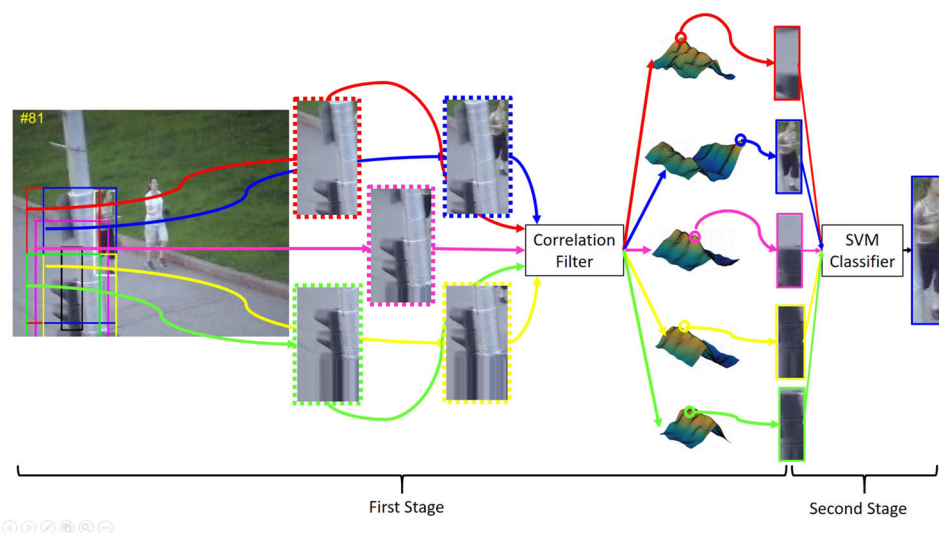 #81
Correlation
Filter
SVM
Classifier
First Stage
Second Stage